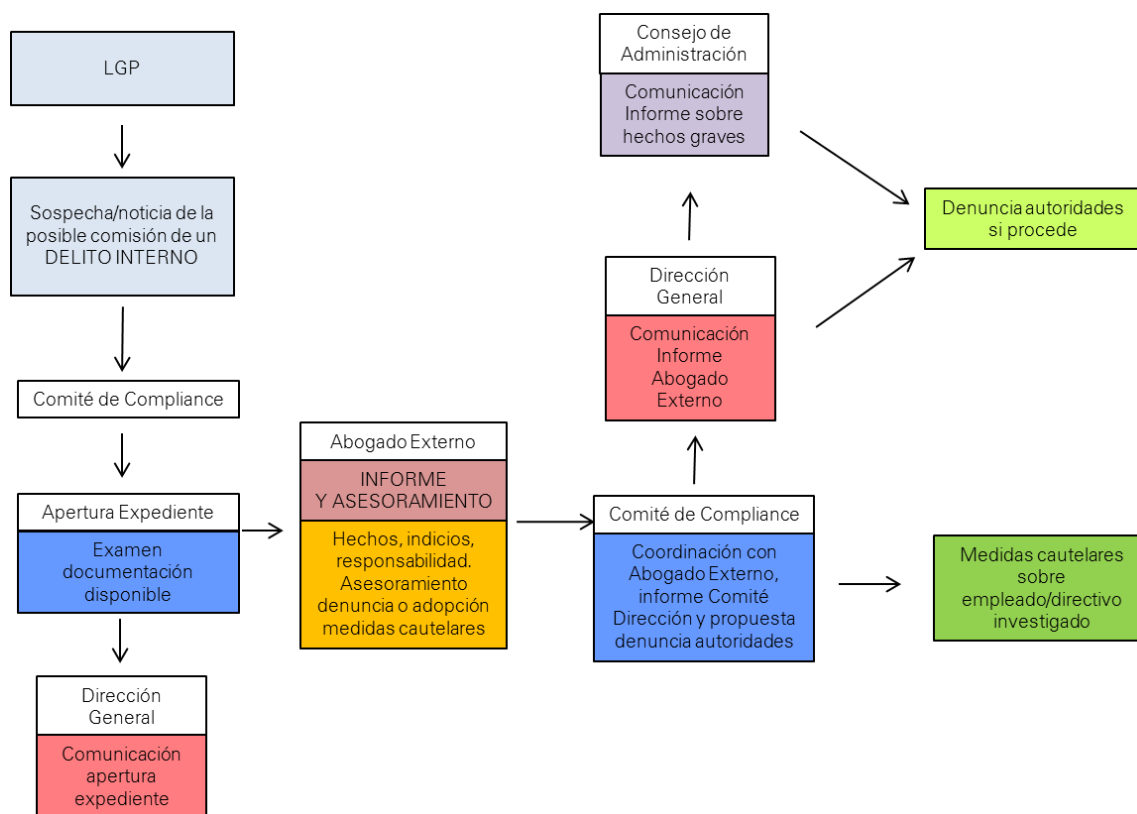 LGP
Sospecha/noticia de la
posible comisión de un
DELITO INTERNO
Comité de Compliance
Apertura Expediente
Examen
documentación
disponible
Dirección
General
Comunicación
apertura
expediente
Abogado Externo
INFORME
Y ASESORAMIENTO
Hechos, indicios,
responsabilidad.
Asesoramiento
denuncia o adopción
medidas cautelares
Comité de Compliance
Coordinación con
Abogado Externo,
informe Comité
Dirección y propuesta
denuncia autoridades
Dirección
General
Comunicación
Informe
Abogado
Externo
Consejo de
Administración
Comunicación
Informe sobre
hechos graves
Denuncia autoridades
si procede
Medidas cautelares
sobre
empleado/directivo
investigado